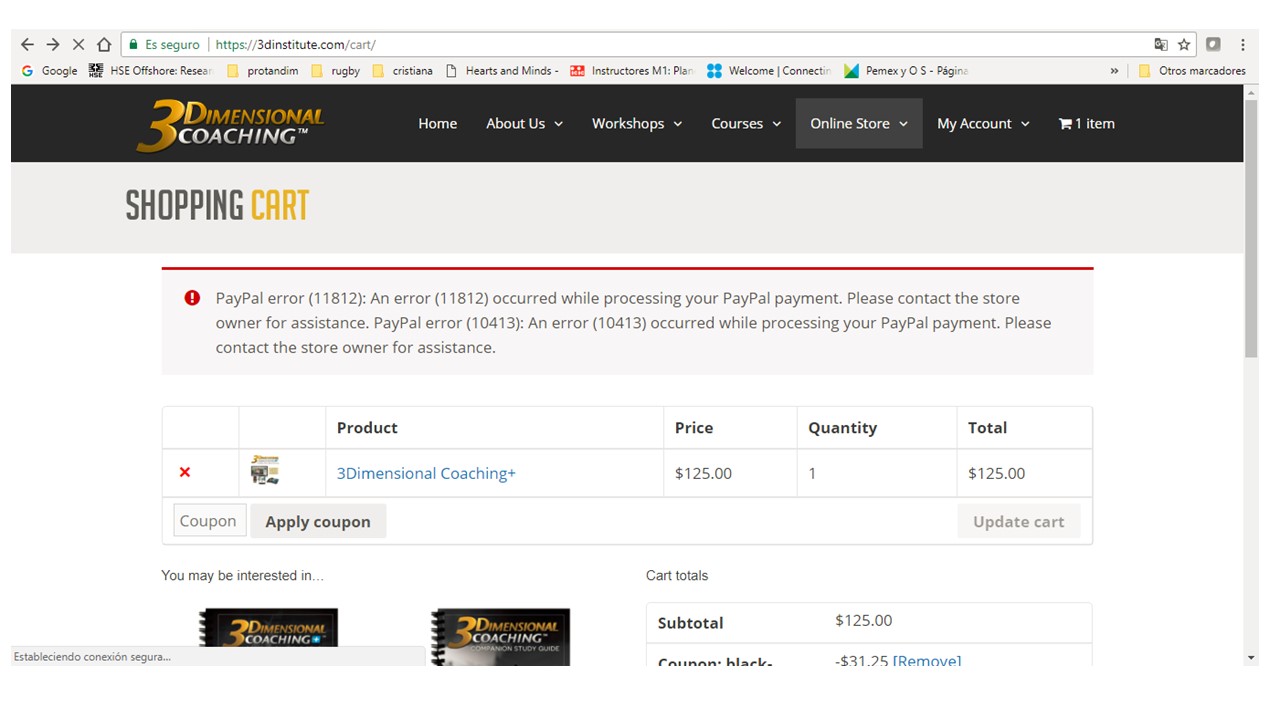 Es seguro | https://3dinstitute.com/cart/
Google HSE Offshore: Resear protandim rugby cristiana Hearts and Minds - Instructores M1: Plan Welcome | Connectin Pemex y O S - Página » Otros marcadores
3DIMENSIONAL COACHING™
Home About Us Workshops Courses Online Store My Account 1 item
SHOPPING CART
PayPal error (11812): An error (11812) occurred while processing your PayPal payment. Please contact the store
owner for assistance. PayPal error (10413): An error (10413) occurred while processing your PayPal payment. Please
contact the store owner for assistance.
Product Price Quantity Total
3Dimensional Coaching+ $125.00 1 $125.00
Coupon Apply coupon Update cart
You may be interested in… Cart totals
3DIMENSIONAL COACHING+
3DIMENSIONAL COACHING™
COMPANION STUDY GUIDE
Subtotal $125.00
Coupon: black- -$31.25 [Remove]
Estableciendo conexión segura...